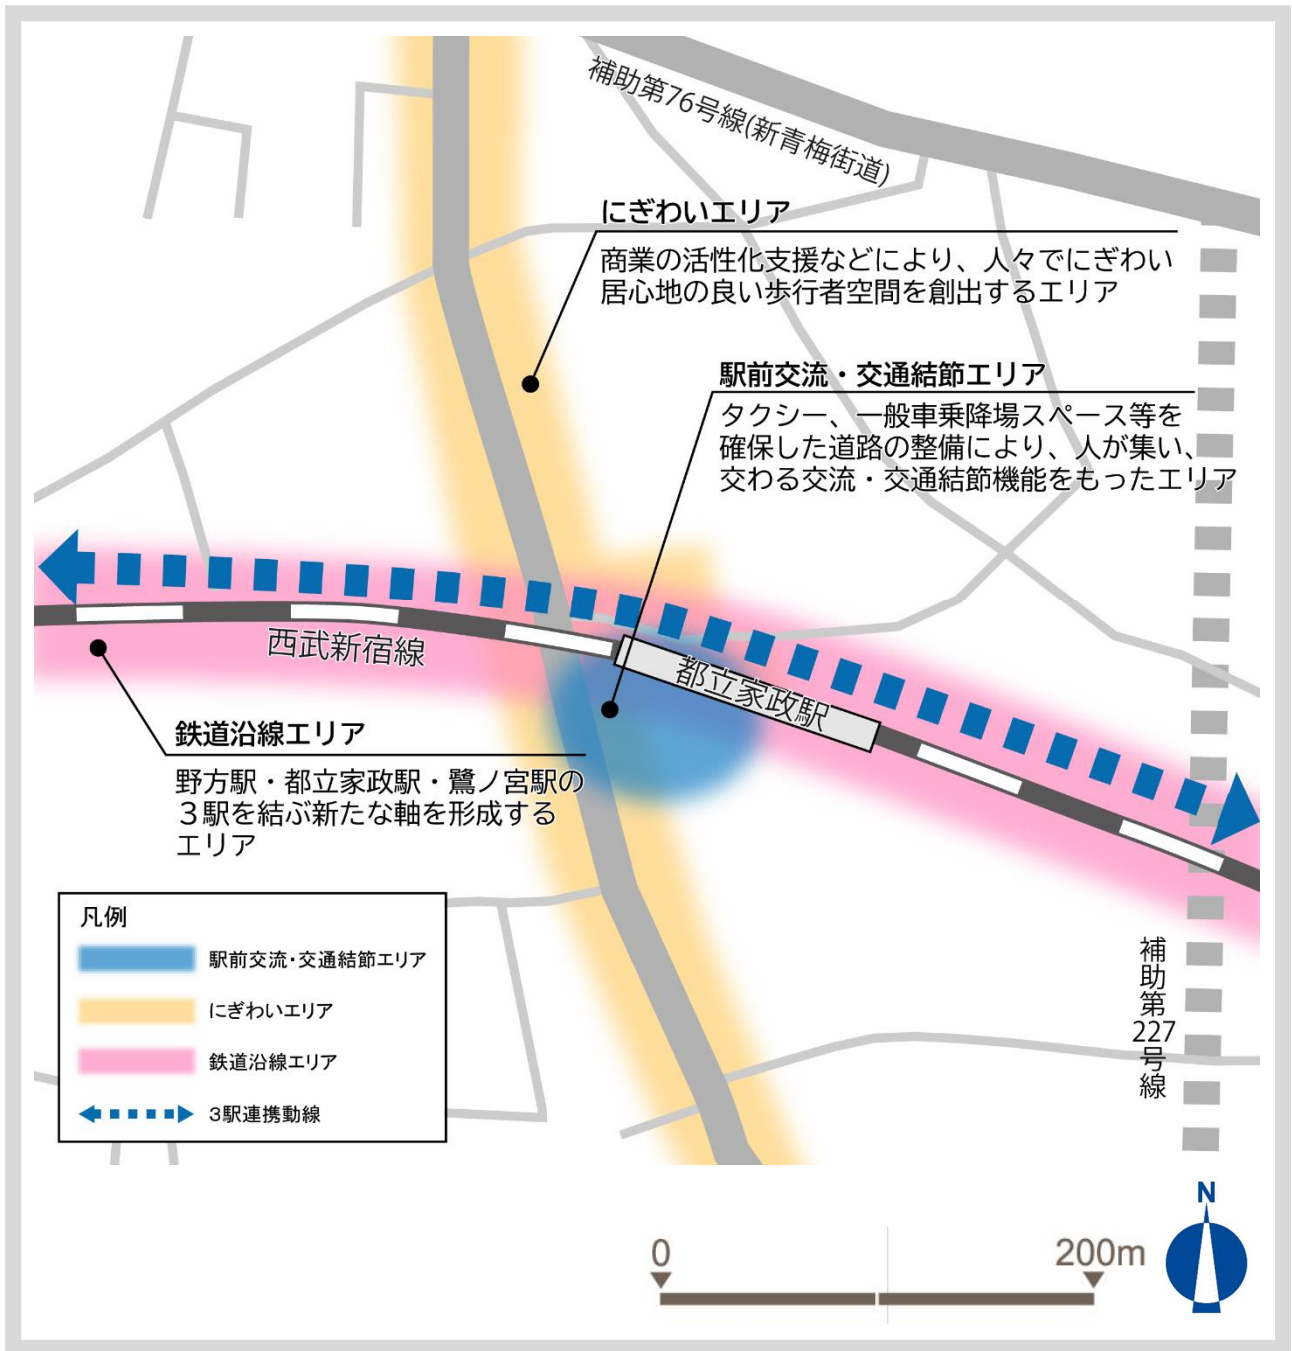 補助第76号線(新青梅街道)
にぎわいエリア
商業の活性化支援などにより、人々でにぎわい
居心地の良い歩行者空間を創出するエリア
駅前交流・交通結節エリア
タクシー、一般車乗降場スペース等を
確保した道路の整備により、人が集い、
交わる交流・交通結節機能をもったエリア
西武新宿線
都立家政駅
鉄道沿線エリア
野方駅・都立家政駅・鷺ノ宮駅の
3駅を結ぶ新たな軸を形成する
エリア
凡例
駅前交流・交通結節エリア
にぎわいエリア
鉄道沿線エリア
3駅連携動線
補助第227号線
N
0
200m